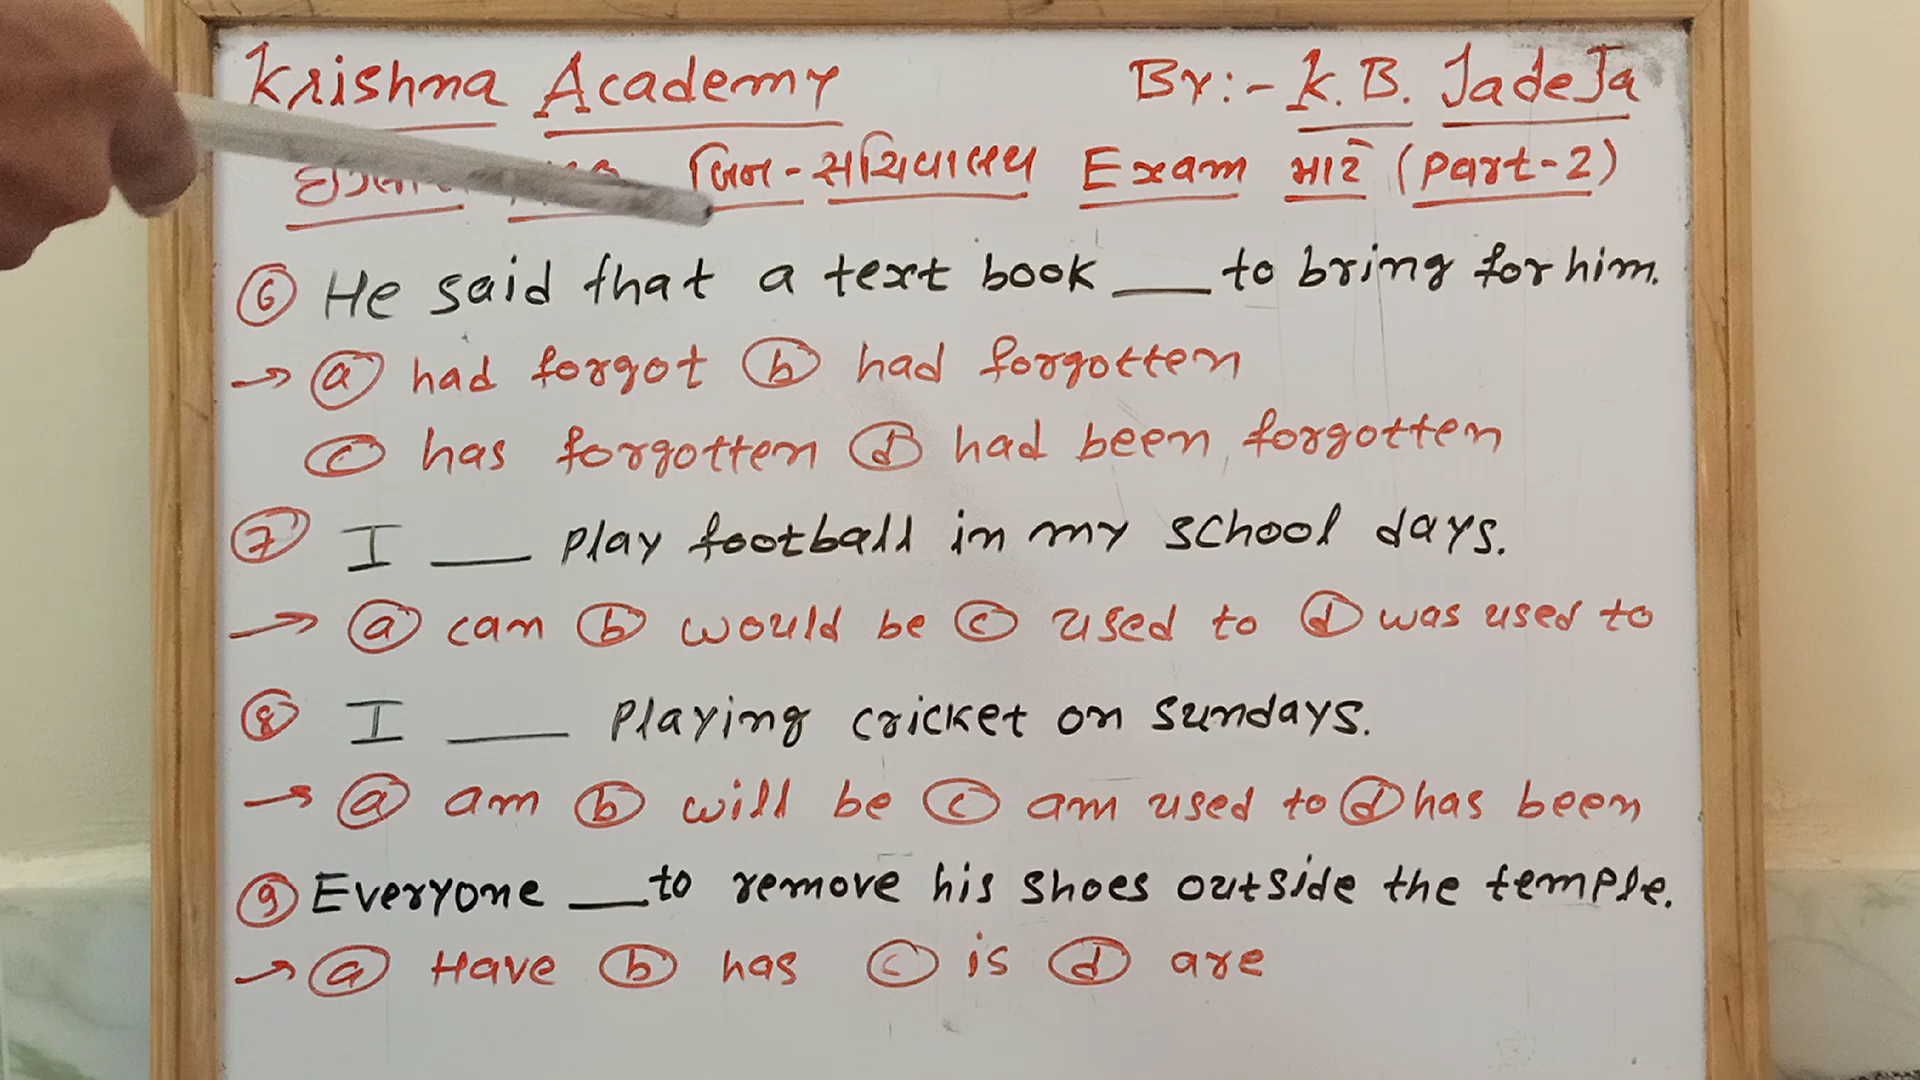 Krishna Academy By:- K.B. JadeJa
બિન-સચિવાલય Exam માટે (Part-2)
⑥ He said that a text book ___ to bring for him.
→ ⓐ had forgot ⓑ had forgotten
ⓒ has forgotten ⓓ had been forgotten
⑦ I ___ play football in my school days.
→ ⓐ can ⓑ would be ⓒ used to ⓓ was used to
⑧ I ___ playing cricket on sundays.
→ ⓐ am ⓑ will be ⓒ am used to ⓓ has been
⑨ Everyone ___ to remove his shoes outside the temple.
→ ⓐ Have ⓑ has ⓒ is ⓓ are